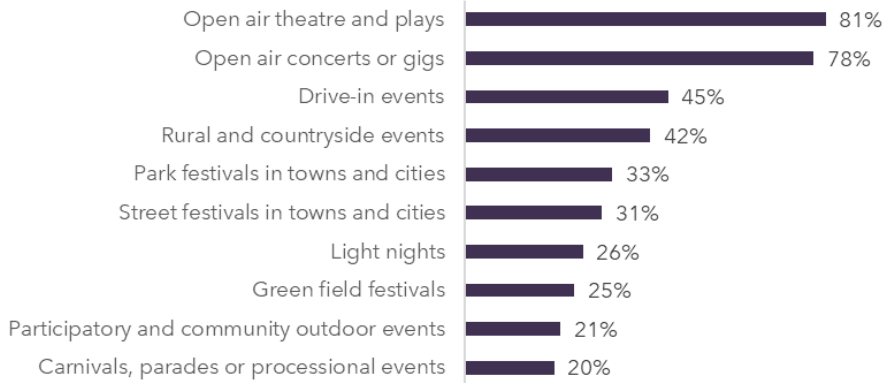 Open air theatre and plays 81%
Open air concerts or gigs 78%
Drive-in events 45%
Rural and countryside events 42%
Park festivals in towns and cities 33%
Street festivals in towns and cities 31%
Light nights 26%
Green field festivals 25%
Participatory and community outdoor events 21%
Carnivals, parades or processional events 20%